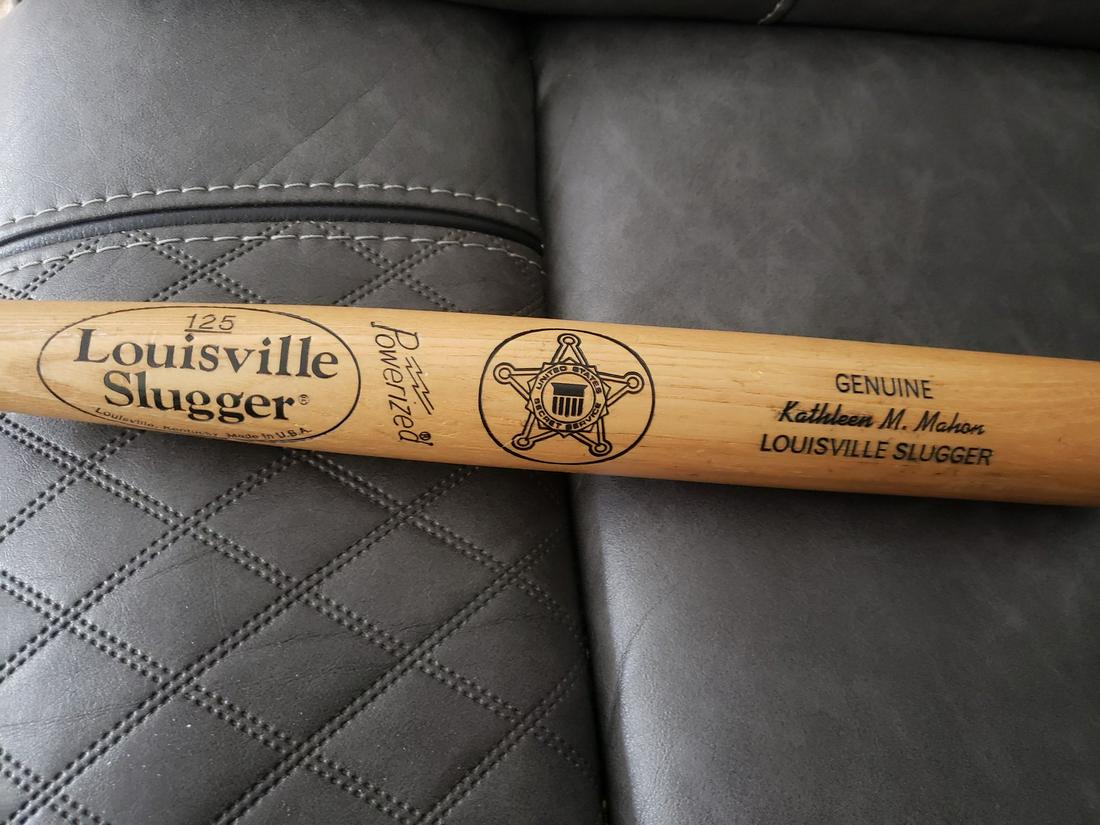 125
Louisville
Slugger®
Louisville, Kentucky Made in U.S.A.
Powerized®
UNITED STATES
SECRET SERVICE
GENUINE
Kathleen M. Mahon
LOUISVILLE SLUGGER